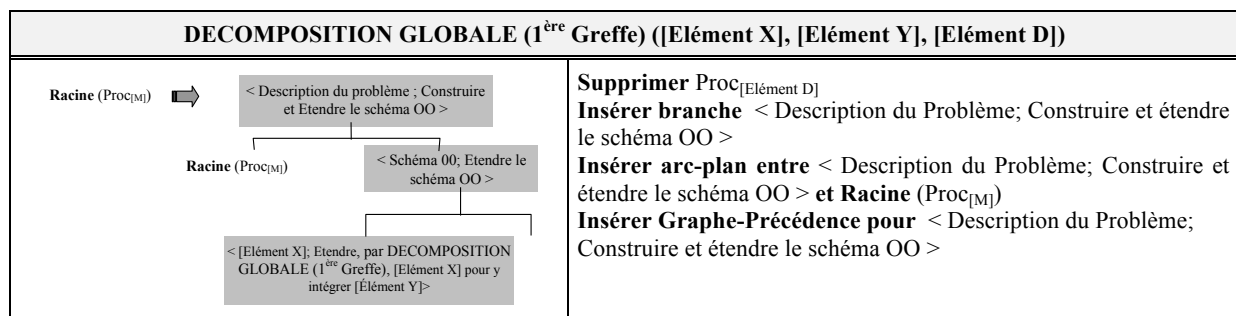 DECOMPOSITION GLOBALE (1ère Greffe) ([Elément X], [Elément Y], [Elément D])
Racine (Proc[M])
< Description du problème ; Construire
et Etendre le schéma OO >
Racine (Proc[M])
< Schéma 00; Etendre le
schéma OO >
< [Elément X]; Etendre, par DECOMPOSITION
GLOBALE (1ère Greffe), [Elément X] pour y
intégrer [Élément Y]>
Supprimer Proc[Elément D]
Insérer branche < Description du Problème; Construire et étendre
le schéma OO >
Insérer arc-plan entre < Description du Problème; Construire et
étendre le schéma OO > et Racine (Proc[M])
Insérer Graphe-Précédence pour < Description du Problème;
Construire et étendre le schéma OO >